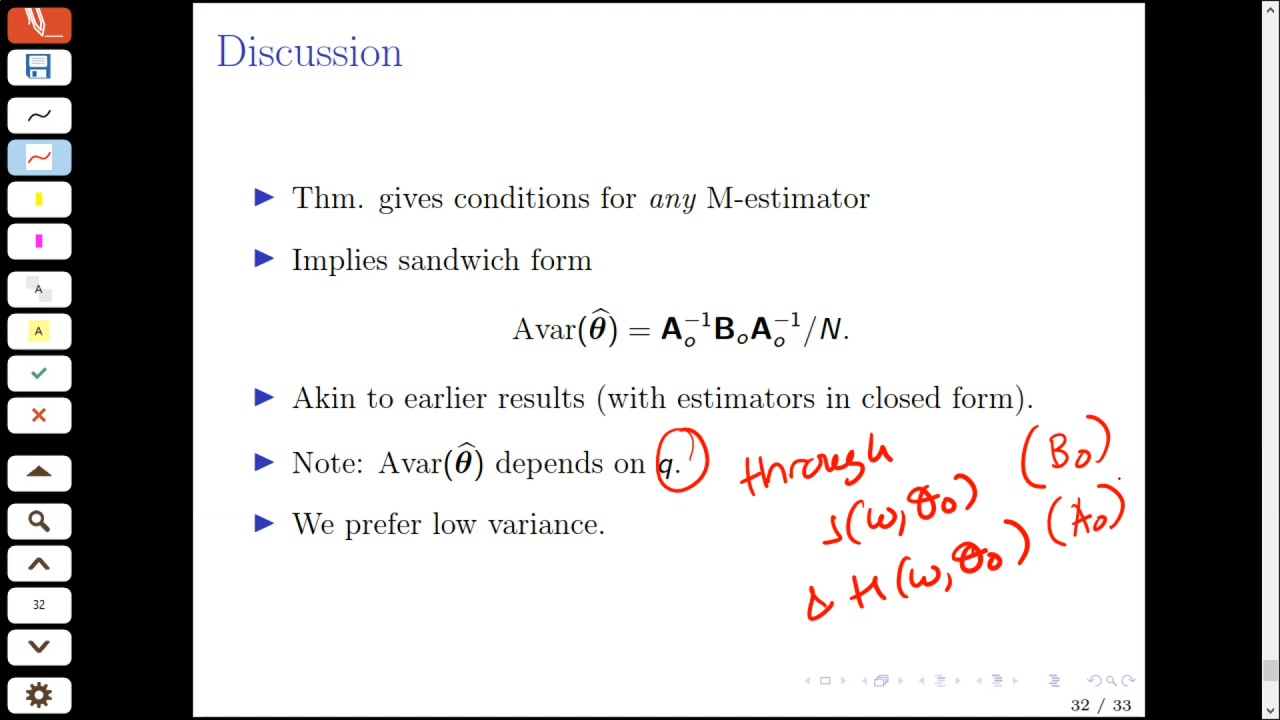 Discussion
▶ Thm. gives conditions for any M-estimator
▶ Implies sandwich form
Avar(θ̂) = A_o^{-1}B_oA_o^{-1}/N.
▶ Akin to earlier results (with estimators in closed form).
▶ Note: Avar(θ̂) depends on q.
through
s(w, θ0) (B0)
H(w, θ0) (A0)
▶ We prefer low variance.
A
A
32
32 / 33